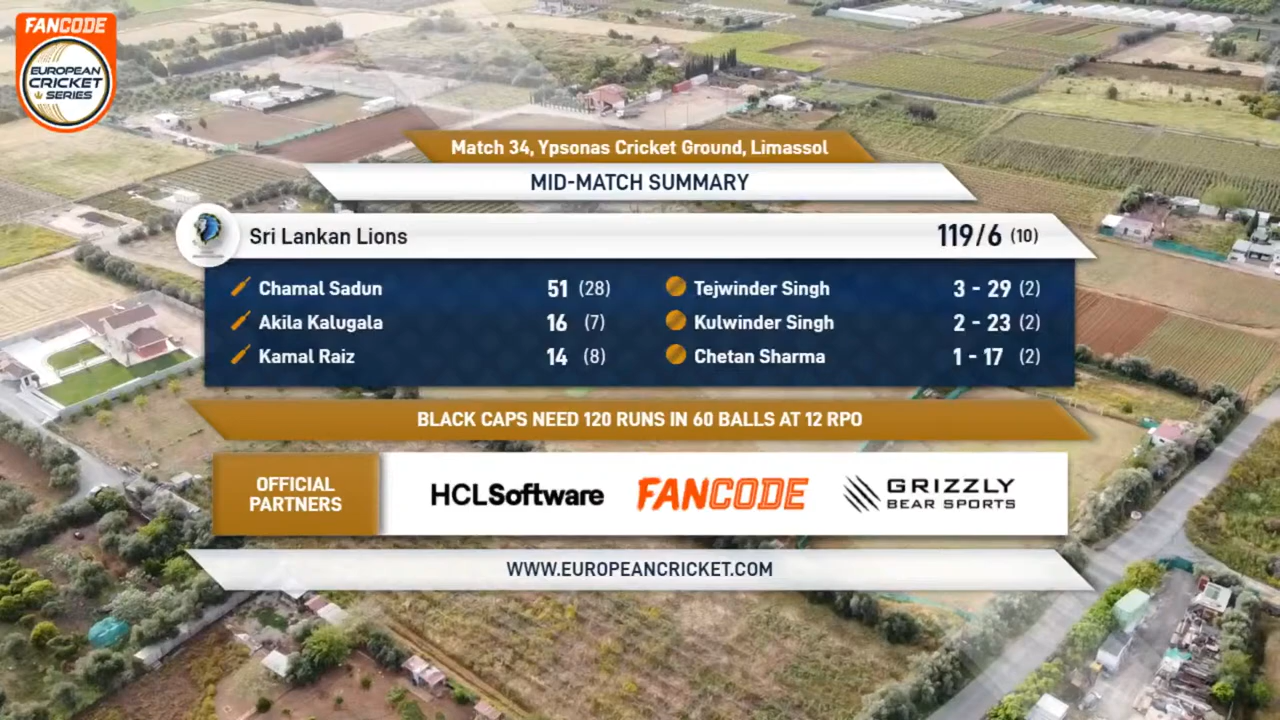 FANCODE
EUROPEAN
CRICKET
SERIES
Match 34, Ypsonas Cricket Ground, Limassol
MID-MATCH SUMMARY
Sri Lankan Lions 119/6 (10)
Chamal Sadun 51 (28) Tejwinder Singh 3 - 29 (2)
Akila Kalugala 16 (7) Kulwinder Singh 2 - 23 (2)
Kamal Raiz 14 (8) Chetan Sharma 1 - 17 (2)
BLACK CAPS NEED 120 RUNS IN 60 BALLS AT 12 RPO
OFFICIAL
PARTNERS
HCLSoftware FANCODE GRIZZLY
BEAR SPORTS
WWW.EUROPEANCRICKET.COM